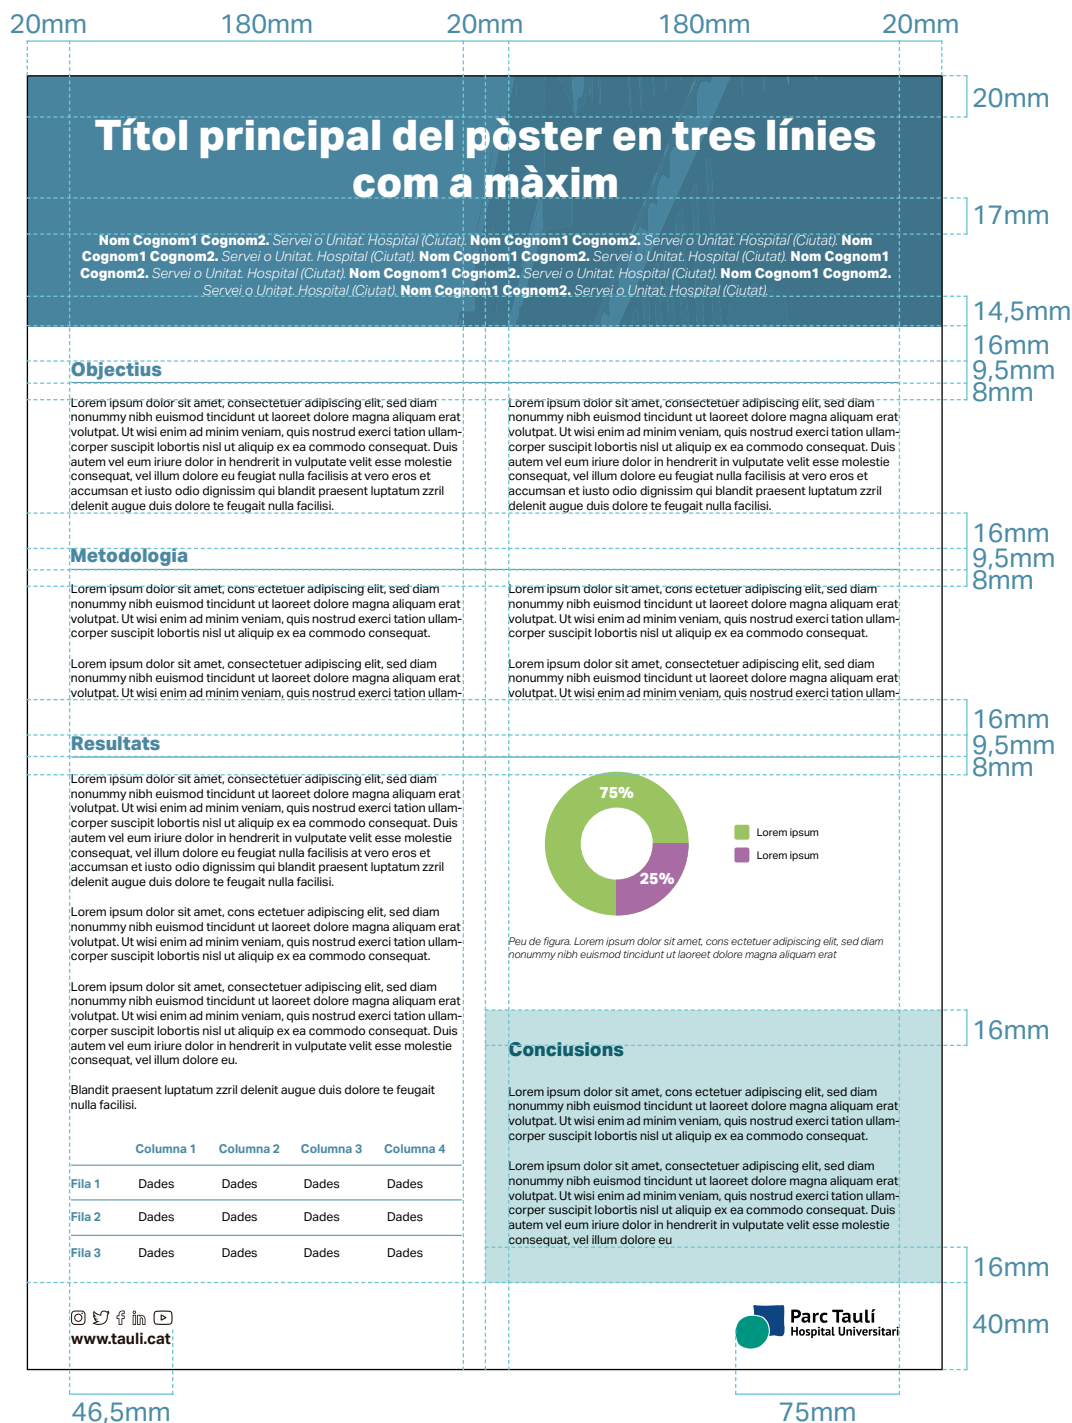 20mm 180mm 20mm 180mm 20mm
20mm
Títol principal del pòster en tres línies
com a màxim
17mm
Nom Cognom1 Cognom2. Servei o Unitat. Hospital (Ciutat). Nom Cognom1 Cognom2. Servei o Unitat. Hospital (Ciutat). Nom
Cognom1 Cognom2. Servei o Unitat. Hospital (Ciutat). Nom Cognom1 Cognom2. Servei o Unitat. Hospital (Ciutat). Nom Cognom1
Cognom2. Servei o Unitat. Hospital (Ciutat). Nom Cognom1 Cognom2. Servei o Unitat. Hospital (Ciutat). Nom Cognom1 Cognom2.
Servei o Unitat. Hospital (Ciutat). Nom Cognom1 Cognom2. Servei o Unitat. Hospital (Ciutat).
14,5mm
16mm
9,5mm
8mm
Objectius
Lorem ipsum dolor sit amet, consectetuer adipiscing elit, sed diam
nonummy nibh euismod tincidunt ut laoreet dolore magna aliquam erat
volutpat. Ut wisi enim ad minim veniam, quis nostrud exerci tation ullam-
corper suscipit lobortis nisl ut aliquip ex ea commodo consequat. Duis
autem vel eum iriure dolor in hendrerit in vulputate velit esse molestie
consequat, vel illum dolore eu feugiat nulla facilisis at vero eros et
accumsan et iusto odio dignissim qui blandit praesent luptatum zzril
delenit augue duis dolore te feugait nulla facilisi.
Lorem ipsum dolor sit amet, consectetuer adipiscing elit, sed diam
nonummy nibh euismod tincidunt ut laoreet dolore magna aliquam erat
volutpat. Ut wisi enim ad minim veniam, quis nostrud exerci tation ullam-
corper suscipit lobortis nisl ut aliquip ex ea commodo consequat. Duis
autem vel eum iriure dolor in hendrerit in vulputate velit esse molestie
consequat, vel illum dolore eu feugiat nulla facilisis at vero eros et
accumsan et iusto odio dignissim qui blandit praesent luptatum zzril
delenit augue duis dolore te feugait nulla facilisi.
16mm
9,5mm
8mm
Metodologia
Lorem ipsum dolor sit amet, cons ectetuer adipiscing elit, sed diam
nonummy nibh euismod tincidunt ut laoreet dolore magna aliquam erat
volutpat. Ut wisi enim ad minim veniam, quis nostrud exerci tation ullam-
corper suscipit lobortis nisl ut aliquip ex ea commodo consequat.
Lorem ipsum dolor sit amet, consectetuer adipiscing elit, sed diam
nonummy nibh euismod tincidunt ut laoreet dolore magna aliquam erat
volutpat. Ut wisi enim ad minim veniam, quis nostrud exerci tation ullam-
Lorem ipsum dolor sit amet, cons ectetuer adipiscing elit, sed diam
nonummy nibh euismod tincidunt ut laoreet dolore magna aliquam erat
volutpat. Ut wisi enim ad minim veniam, quis nostrud exerci tation ullam-
corper suscipit lobortis nisl ut aliquip ex ea commodo consequat.
Lorem ipsum dolor sit amet, consectetuer adipiscing elit, sed diam
nonummy nibh euismod tincidunt ut laoreet dolore magna aliquam erat
volutpat. Ut wisi enim ad minim veniam, quis nostrud exerci tation ullam-
16mm
9,5mm
8mm
Resultats
Lorem ipsum dolor sit amet, consectetuer adipiscing elit, sed diam
nonummy nibh euismod tincidunt ut laoreet dolore magna aliquam erat
volutpat. Ut wisi enim ad minim veniam, quis nostrud exerci tation ullam-
corper suscipit lobortis nisl ut aliquip ex ea commodo consequat. Duis
autem vel eum iriure dolor in hendrerit in vulputate velit esse molestie
consequat, vel illum dolore eu feugiat nulla facilisis at vero eros et
accumsan et iusto odio dignissim qui blandit praesent luptatum zzril
delenit augue duis dolore te feugait nulla facilisi.
Lorem ipsum dolor sit amet, cons ectetuer adipiscing elit, sed diam
nonummy nibh euismod tincidunt ut laoreet dolore magna aliquam erat
volutpat. Ut wisi enim ad minim veniam, quis nostrud exerci tation ullam-
corper suscipit lobortis nisl ut aliquip ex ea commodo consequat.
Lorem ipsum dolor sit amet, consectetuer adipiscing elit, sed diam
nonummy nibh euismod tincidunt ut laoreet dolore magna aliquam erat
volutpat. Ut wisi enim ad minim veniam, quis nostrud exerci tation ullam-
corper suscipit lobortis nisl ut aliquip ex ea commodo consequat. Duis
autem vel eum iriure dolor in hendrerit in vulputate velit esse molestie
consequat, vel illum dolore eu.
Blandit praesent luptatum zzril delenit augue duis dolore te feugait
nulla facilisi.
Columna 1 Columna 2 Columna 3 Columna 4
Fila 1 Dades Dades Dades Dades
Fila 2 Dades Dades Dades Dades
Fila 3 Dades Dades Dades Dades
75%
25%
Lorem ipsum
Lorem ipsum
Peu de figura. Lorem ipsum dolor sit amet, cons ectetuer adipiscing elit, sed diam
nonummy nibh euismod tincidunt ut laoreet dolore magna aliquam erat
16mm
Conclusions
Lorem ipsum dolor sit amet, cons ectetuer adipiscing elit, sed diam
nonummy nibh euismod tincidunt ut laoreet dolore magna aliquam erat
volutpat. Ut wisi enim ad minim veniam, quis nostrud exerci tation ullam-
corper suscipit lobortis nisl ut aliquip ex ea commodo consequat.
Lorem ipsum dolor sit amet, consectetuer adipiscing elit, sed diam
nonummy nibh euismod tincidunt ut laoreet dolore magna aliquam erat
volutpat. Ut wisi enim ad minim veniam, quis nostrud exerci tation ullam-
corper suscipit lobortis nisl ut aliquip ex ea commodo consequat. Duis
autem vel eum iriure dolor in hendrerit in vulputate velit esse molestie
consequat, vel illum dolore eu
16mm
40mm
www.tauli.cat
Parc Taulí
Hospital Universitari
46,5mm 75mm